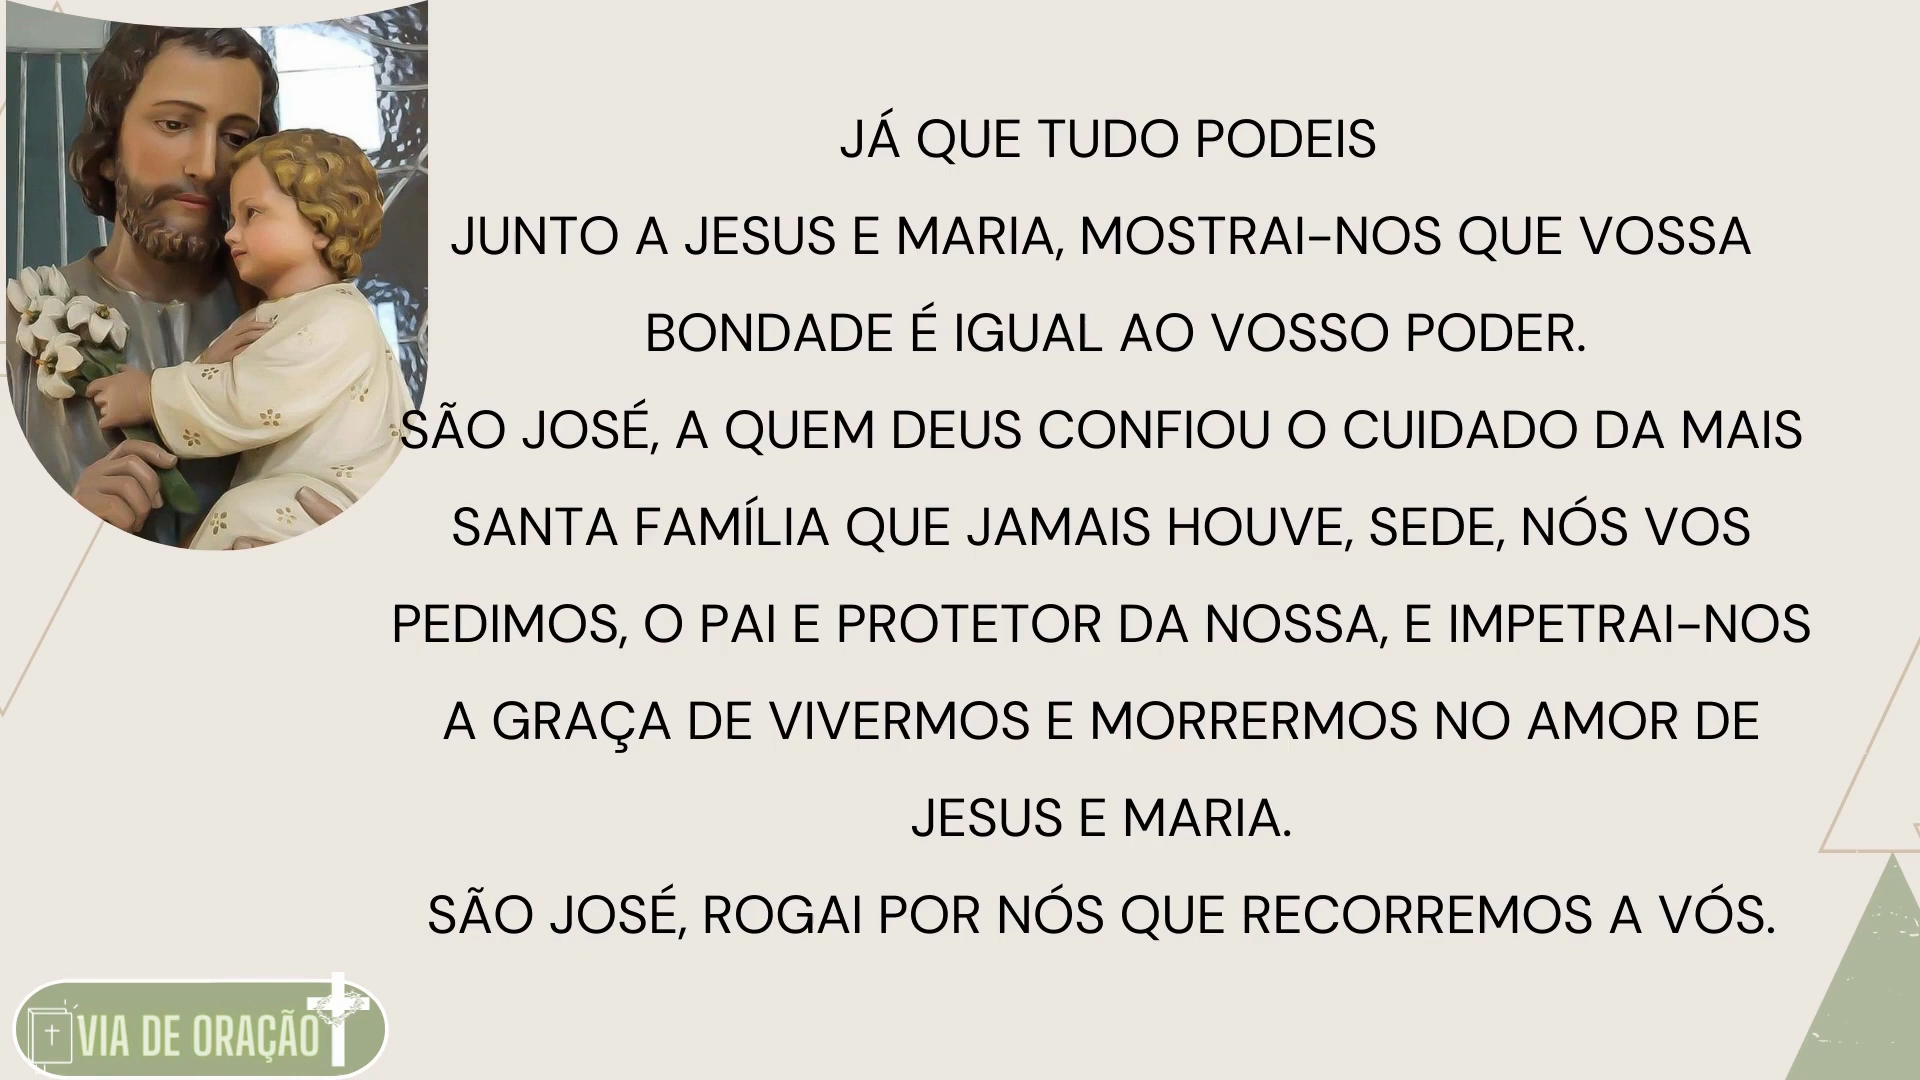 JÁ QUE TUDO PODEIS
JUNTO A JESUS E MARIA, MOSTRAI-NOS QUE VOSSA
BONDADE É IGUAL AO VOSSO PODER.
SÃO JOSÉ, A QUEM DEUS CONFIOU O CUIDADO DA MAIS
SANTA FAMÍLIA QUE JAMAIS HOUVE, SEDE, NÓS VOS
PEDIMOS, O PAI E PROTETOR DA NOSSA, E IMPETRAI-NOS
A GRAÇA DE VIVERMOS E MORRERMOS NO AMOR DE
JESUS E MARIA.
SÃO JOSÉ, ROGAI POR NÓS QUE RECORREMOS A VÓS.
VIA DE ORAÇÃO